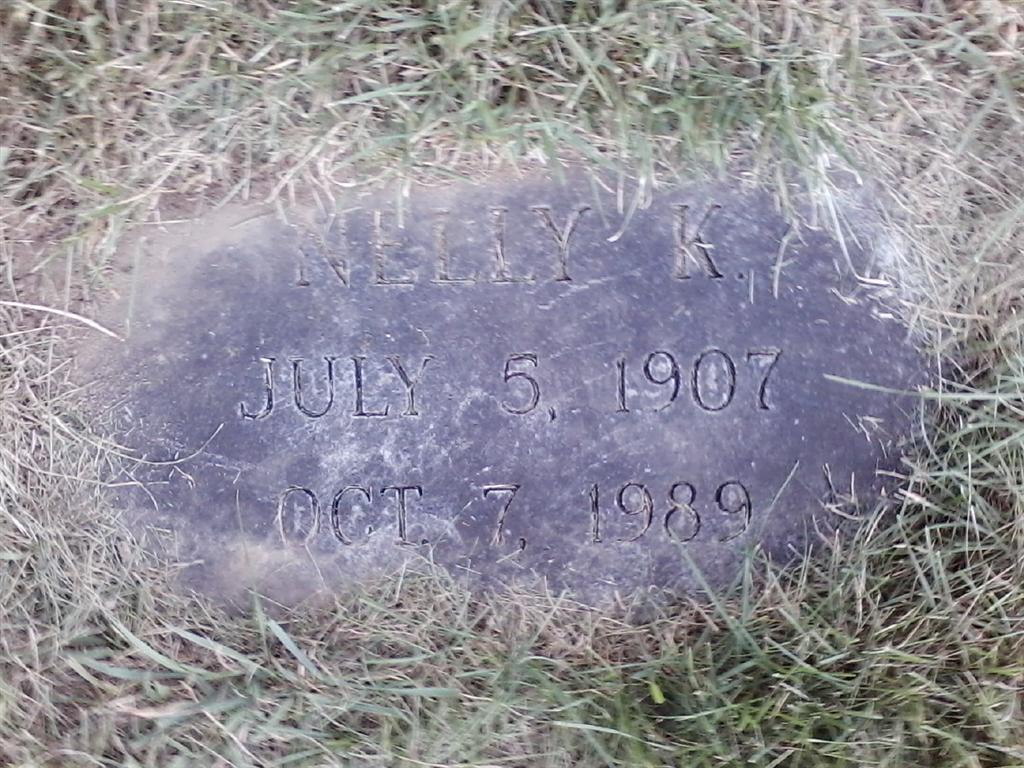 NELLY K.
JULY 5, 1907
OCT. 7, 1989